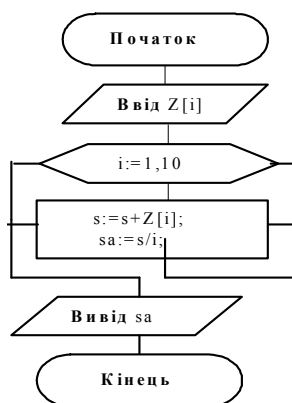 Початок
Ввід Z[i]
i:=1,10
s:=s+Z[i];
sa:=s/i;
Вивід sa
Кінець